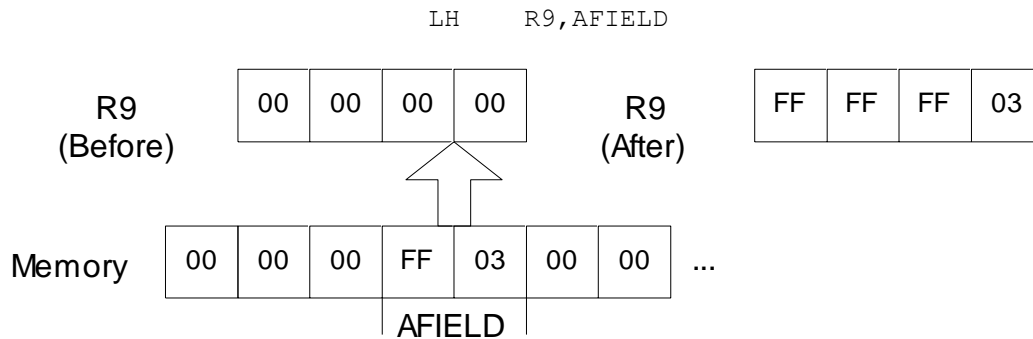 LH R9,AFIELD
R9 (Before) 00 00 00 00 R9 (After) FF FF FF 03
Memory 00 00 00 FF 03 00 00 ...
AFIELD